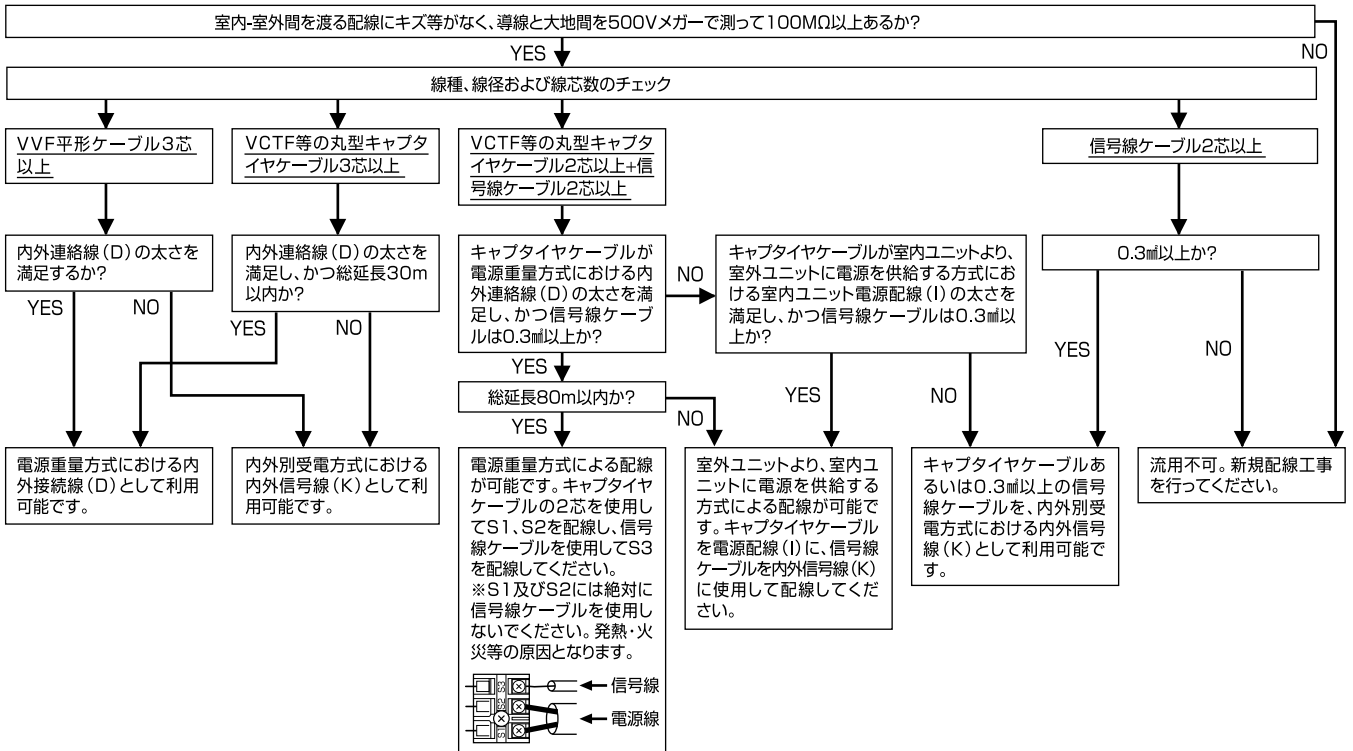 室内-室外間を渡る配線にキズ等がなく、導線と大地間を500Vメガーで測って100MΩ以上あるか?
YES
NO
線種、線径および線芯数のチェック
VVF平形ケーブル3芯
以上
VCTF等の丸型キャプタ
イヤケーブル3芯以上
VCTF等の丸型キャプタ
イヤケーブル2芯以上+信
号線ケーブル2芯以上
信号線ケーブル2芯以上
内外連絡線(D)の太さを
満足するか?
YES
NO
内外連絡線(D)の太さを
満足し、かつ総延長30m
以内か?
YES
NO
キャプタイヤケーブルが
電源重量方式における内
外連絡線(D)の太さを満
足し、かつ信号線ケーブ
ルは0.3㎟以上か?
NO
YES
キャプタイヤケーブルが室内ユニットより、
室外ユニットに電源を供給する方式にお
ける室内ユニット電源配線(I)の太さを
満足し、かつ信号線ケーブルは0.3㎟以
上か?
YES
NO
0.3㎟以上か?
YES
NO
総延長80m以内か?
NO
YES
電源重量方式における内
外接続線(D)として利用
可能です。
内外別受電方式における
内外信号線(K)として利
用可能です。
電源重量方式による配線
が可能です。キャプタイヤ
ケーブルの2芯を使用し
てS1、S2を配線し、信号
線ケーブルを使用してS3
を配線してください。
※S1及びS2には絶対に
信号線ケーブルを使用し
ないでください。発熱・火
災等の原因となります。
S3
S2
S1
信号線
電源線
室外ユニットより、室内ユ
ニットに電源を供給する
方式による配線が可能で
す。キャプタイヤケーブル
を電源配線(I)に、信号線
ケーブルを内外信号線(K)
に使用して配線してくだ
さい。
キャプタイヤケーブルあ
るいは0.3㎟以上の信号
線ケーブルを、内外別受
電方式における内外信号
線(K)として利用可能で
す。
流用不可。新規配線工事
を行ってください。